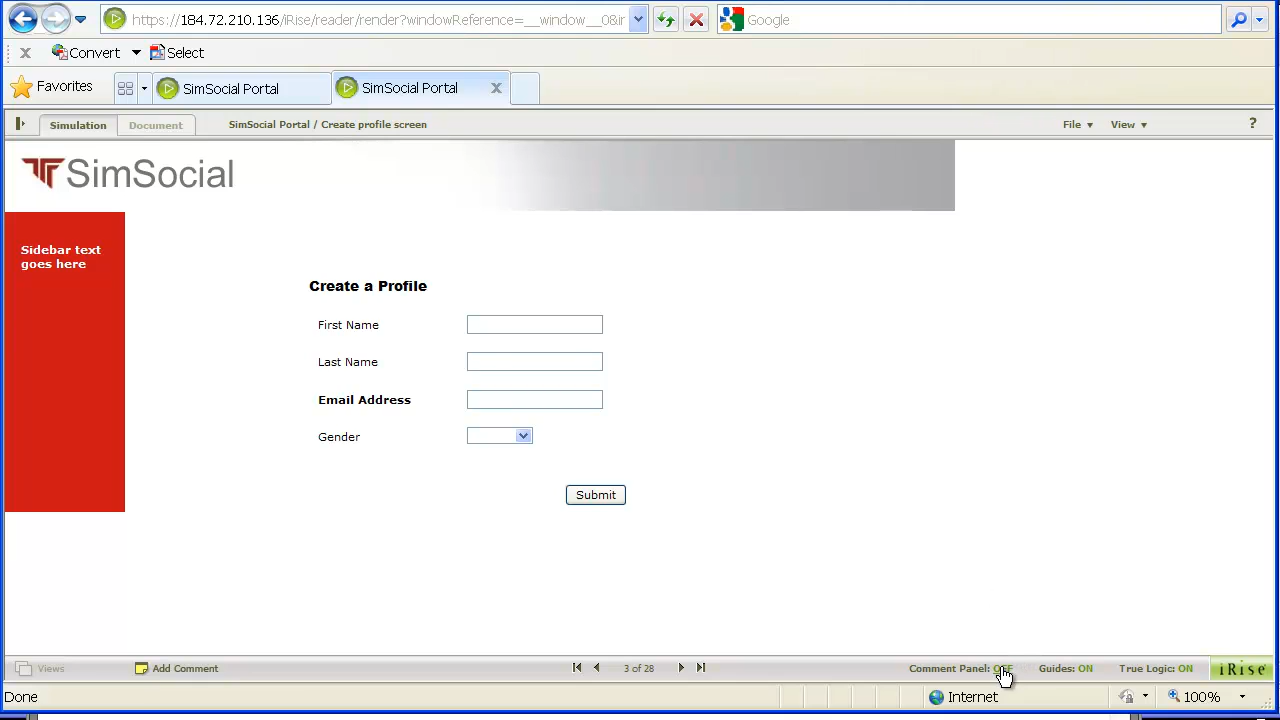 https://184.72.210.136/iRise/reader/render?windowReference=__window__0&ir
Google
Convert
Select
Favorites
SimSocial Portal
SimSocial Portal
Simulation
Document
SimSocial Portal / Create profile screen
File
View
?
SimSocial
Sidebar text
goes here
Create a Profile
First Name
Last Name
Email Address
Gender
Submit
Views
Add Comment
3 of 28
Comment Panel: OFF
Guides: ON
True Logic: ON
iRise
Done
Internet
100%